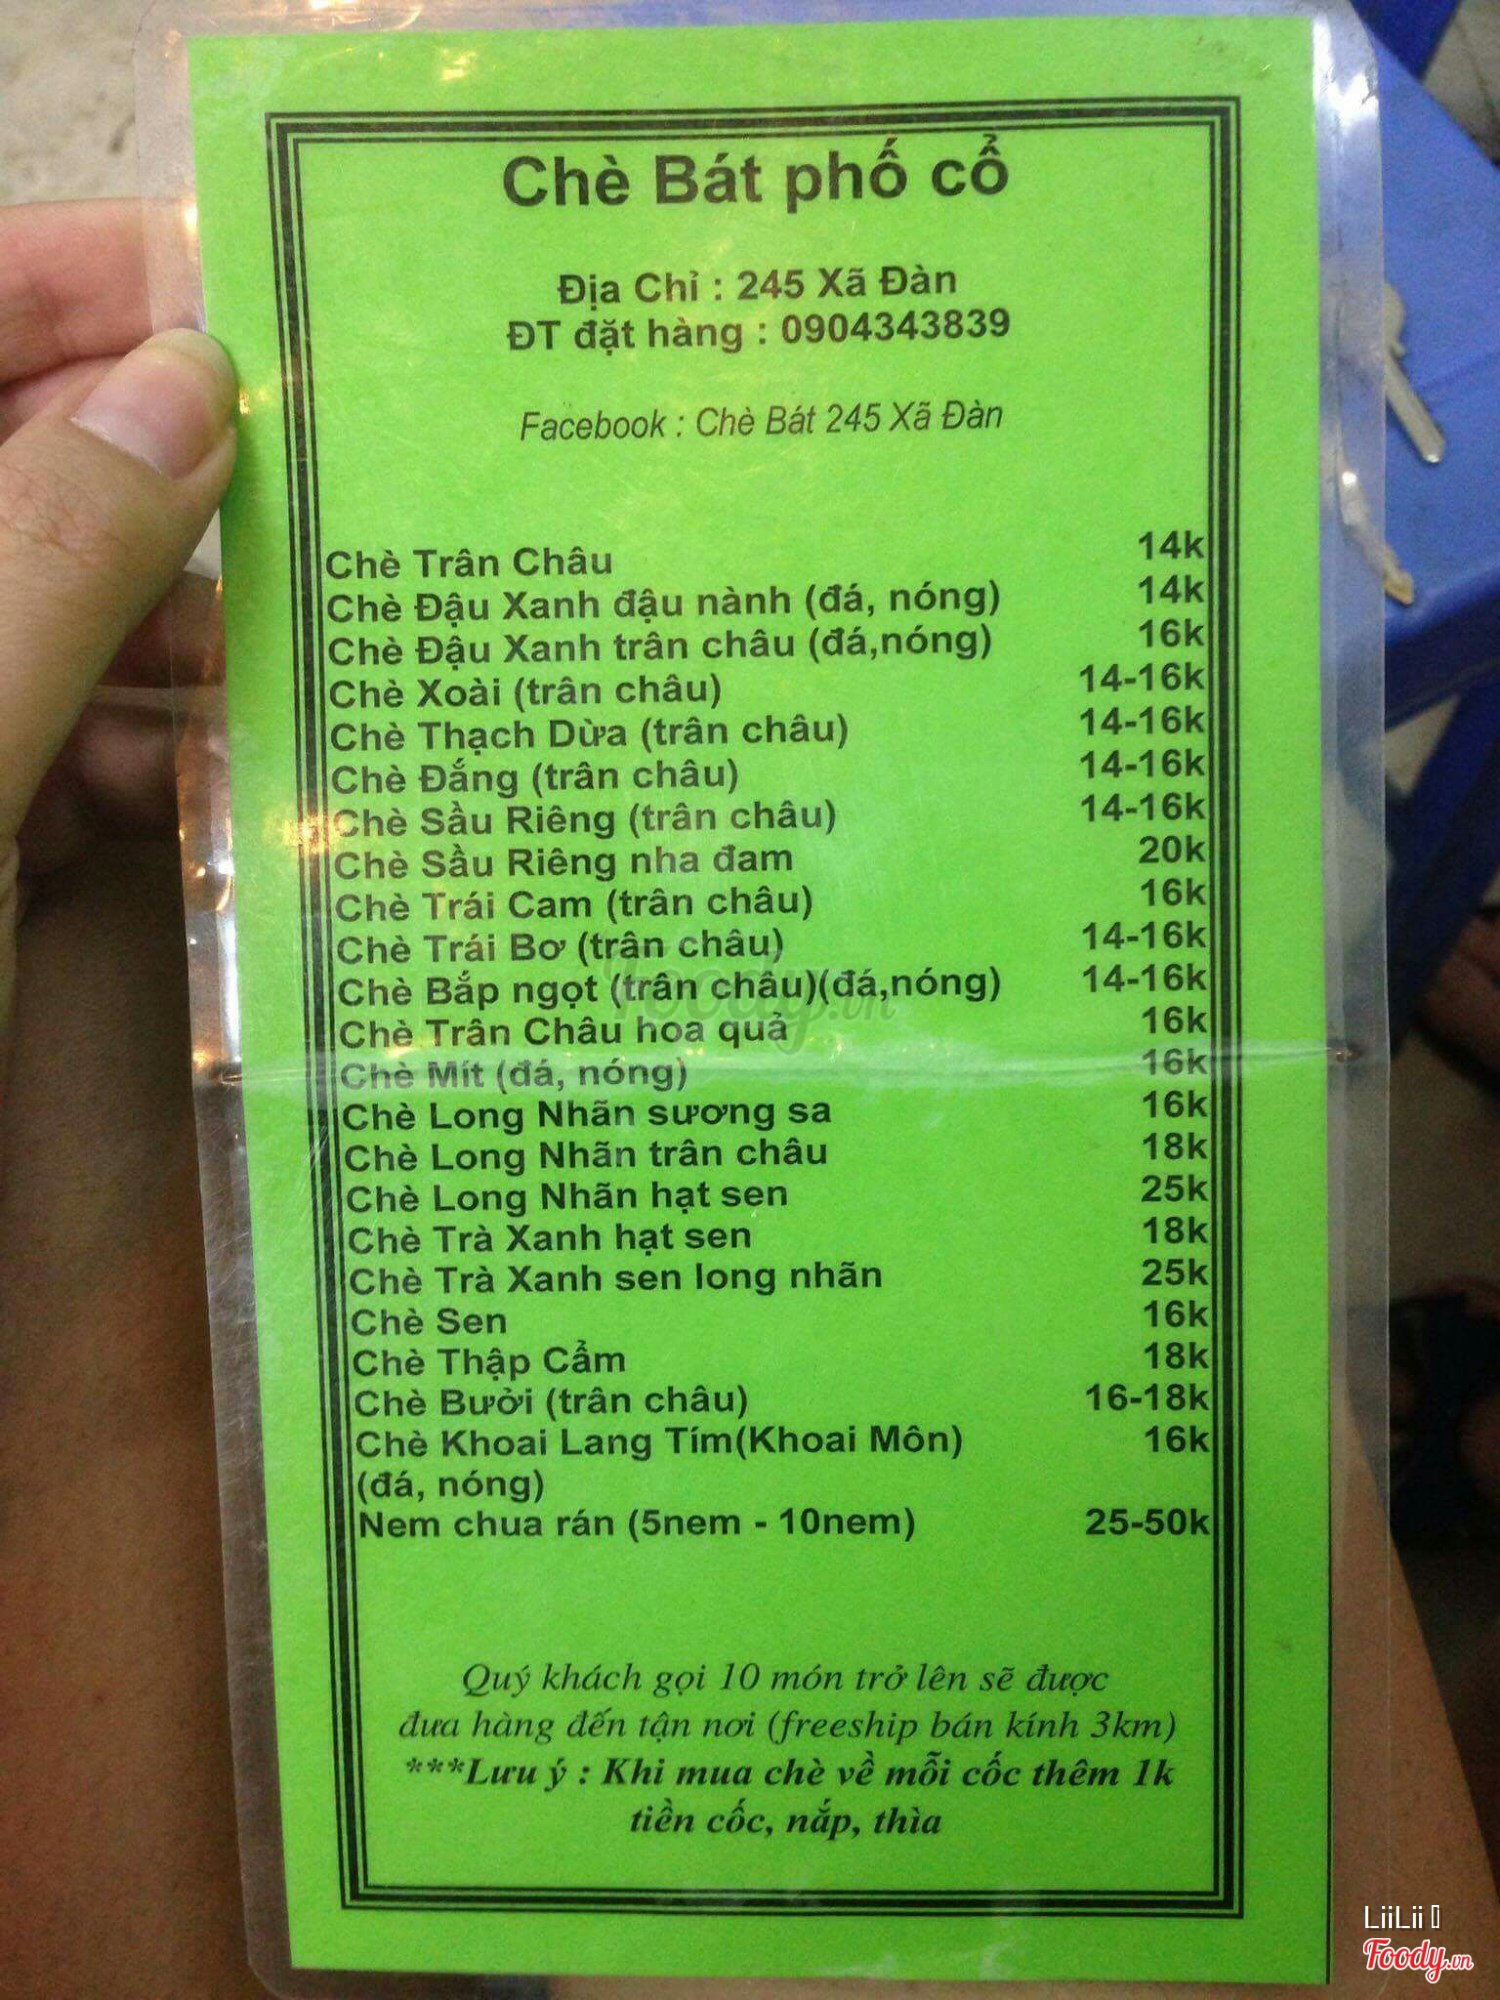 Chè Bát phố cổ
Địa Chỉ : 245 Xã Đàn
ĐT đặt hàng : 0904343839
Facebook : Chè Bát 245 Xã Đàn
Chè Trân Châu 14k
Chè Đậu Xanh đậu nành (đá, nóng) 14k
Chè Đậu Xanh trân châu (đá,nóng) 16k
Chè Xoài (trân châu) 14-16k
Chè Thạch Dừa (trân châu) 14-16k
Chè Đắng (trân châu) 14-16k
Chè Sầu Riêng (trân châu) 14-16k
Chè Sầu Riêng nha đam 20k
Chè Trái Cam (trân châu) 16k
Chè Trái Bơ (trân châu) 14-16k
Chè Bắp ngọt (trân châu)(đá,nóng) 14-16k
Chè Trân Châu hoa quả 16k
Chè Mít (đá, nóng) 16k
Chè Long Nhãn sương sa 16k
Chè Long Nhãn trân châu 18k
Chè Long Nhãn hạt sen 25k
Chè Trà Xanh hạt sen 18k
Chè Trà Xanh sen long nhãn 25k
Chè Sen 16k
Chè Thập Cẩm 18k
Chè Bưởi (trân châu) 16-18k
Chè Khoai Lang Tím(Khoai Môn) 16k
(đá, nóng)
Nem chua rán (5nem - 10nem) 25-50k
Quý khách gọi 10 món trở lên sẽ được
đưa hàng đến tận nơi (freeship bán kính 3km)
***Lưu ý : Khi mua chè về mỗi cốc thêm 1k
tiền cốc, nắp, thìa
Foody.vn
LiiLii
Foody.vn